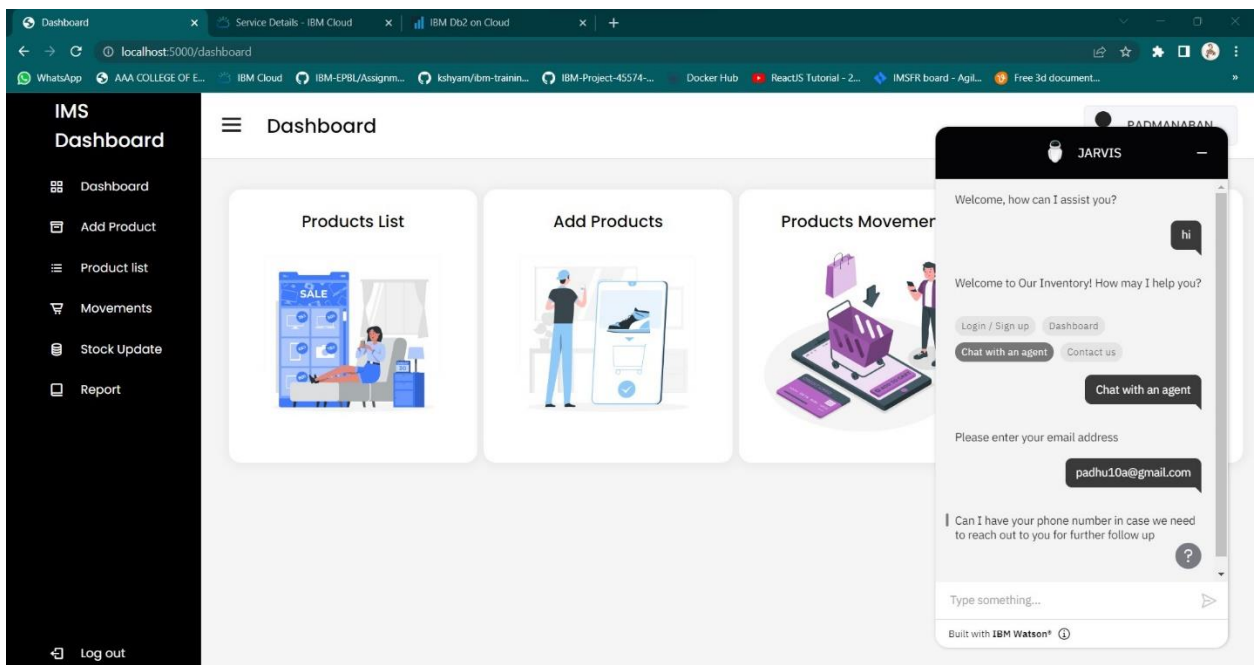 Dashboard
Service Details - IBM Cloud
IBM Db2 on Cloud
localhost:5000/dashboard
WhatsApp
AAA COLLEGE OF E...
IBM Cloud
IBM-EPBL/Assignm...
kshyam/ibm-trainin...
IBM-Project-45574-...
Docker Hub
ReactJS Tutorial - 2...
IMSFR board - Agil...
Free 3d document...
IMS
Dashboard
Dashboard
Add Product
Product list
Movements
Stock Update
Report
Log out
Dashboard
PADMANABAN
Products List
SALE
Add Products
Products Movemen
JARVIS
Welcome, how can I assist you?
hi
Welcome to Our Inventory! How may I help you?
Login / Sign up
Dashboard
Chat with an agent
Contact us
Chat with an agent
Please enter your email address
padhu10a@gmail.com
Can I have your phone number in case we need
to reach out to you for further follow up
?
Type something...
Built with IBM Watson®